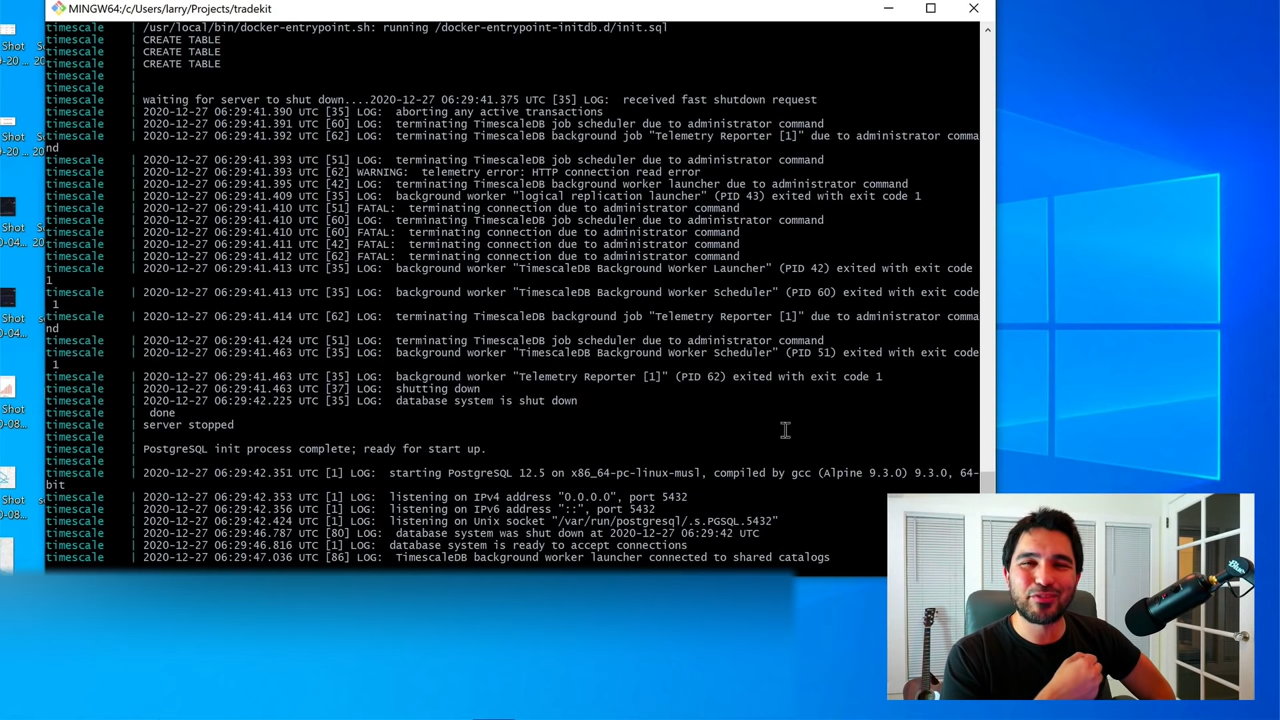 MINGW64:/c/Users/larry/Projects/tradekit
timescale | /usr/local/bin/docker-entrypoint.sh: running /docker-entrypoint-initdb.d/init.sql
timescale | CREATE TABLE
timescale | CREATE TABLE
timescale | CREATE TABLE
timescale |
timescale |
timescale | waiting for server to shut down....2020-12-27 06:29:41.375 UTC [35] LOG:  received fast shutdown request
timescale | 2020-12-27 06:29:41.390 UTC [35] LOG:  aborting any active transactions
timescale | 2020-12-27 06:29:41.391 UTC [60] LOG:  terminating TimescaleDB job scheduler due to administrator command
timescale | 2020-12-27 06:29:41.392 UTC [62] LOG:  terminating TimescaleDB background job "Telemetry Reporter [1]" due to administrator comma
nd
timescale | 2020-12-27 06:29:41.393 UTC [51] LOG:  terminating TimescaleDB job scheduler due to administrator command
timescale | 2020-12-27 06:29:41.393 UTC [62] WARNING:  telemetry error: HTTP connection read error
timescale | 2020-12-27 06:29:41.395 UTC [42] LOG:  terminating TimescaleDB background worker launcher due to administrator command
timescale | 2020-12-27 06:29:41.409 UTC [35] LOG:  background worker "logical replication launcher" (PID 43) exited with exit code 1
timescale | 2020-12-27 06:29:41.410 UTC [51] FATAL:  terminating connection due to administrator command
timescale | 2020-12-27 06:29:41.410 UTC [60] LOG:  terminating TimescaleDB job scheduler due to administrator command
timescale | 2020-12-27 06:29:41.410 UTC [60] FATAL:  terminating connection due to administrator command
timescale | 2020-12-27 06:29:41.411 UTC [42] FATAL:  terminating connection due to administrator command
timescale | 2020-12-27 06:29:41.412 UTC [62] FATAL:  terminating connection due to administrator command
timescale | 2020-12-27 06:29:41.413 UTC [35] LOG:  background worker "TimescaleDB Background Worker Launcher" (PID 42) exited with exit code
1
timescale | 2020-12-27 06:29:41.413 UTC [35] LOG:  background worker "TimescaleDB Background Worker Scheduler" (PID 60) exited with exit code
1
timescale | 2020-12-27 06:29:41.414 UTC [62] LOG:  terminating TimescaleDB background job "Telemetry Reporter [1]" due to administrator comma
nd
timescale | 2020-12-27 06:29:41.424 UTC [51] LOG:  terminating TimescaleDB job scheduler due to administrator command
timescale | 2020-12-27 06:29:41.463 UTC [35] LOG:  background worker "TimescaleDB Background Worker Scheduler" (PID 51) exited with exit code
1
timescale | 2020-12-27 06:29:41.463 UTC [35] LOG:  background worker "Telemetry Reporter [1]" (PID 62) exited with exit code 1
timescale | 2020-12-27 06:29:41.463 UTC [37] LOG:  shutting down
timescale | 2020-12-27 06:29:42.225 UTC [35] LOG:  database system is shut down
timescale | done
timescale | server stopped
timescale |
timescale | PostgreSQL init process complete; ready for start up.
timescale |
timescale | 2020-12-27 06:29:42.351 UTC [1] LOG:  starting PostgreSQL 12.5 on x86_64-pc-linux-musl, compiled by gcc (Alpine 9.3.0) 9.3.0, 64-
bit
timescale | 2020-12-27 06:29:42.353 UTC [1] LOG:  listening on IPv4 address "0.0.0.0", port 5432
timescale | 2020-12-27 06:29:42.356 UTC [1] LOG:  listening on IPv6 address "::", port 5432
timescale | 2020-12-27 06:29:42.424 UTC [1] LOG:  listening on Unix socket "/var/run/postgresql/.s.PGSQL.5432"
timescale | 2020-12-27 06:29:46.787 UTC [80] LOG:  database system was shut down at 2020-12-27 06:29:42 UTC
timescale | 2020-12-27 06:29:46.816 UTC [1] LOG:  database system is ready to accept connections
timescale | 2020-12-27 06:29:47.036 UTC [86] LOG:  TimescaleDB background worker launcher connected to shared catalogs
Shot
0-20 ... 20
Shot
0-20 ...
Shot
0-04...
Shot
0-04...
Shot
0-08...
Shot
0-08...
Blue